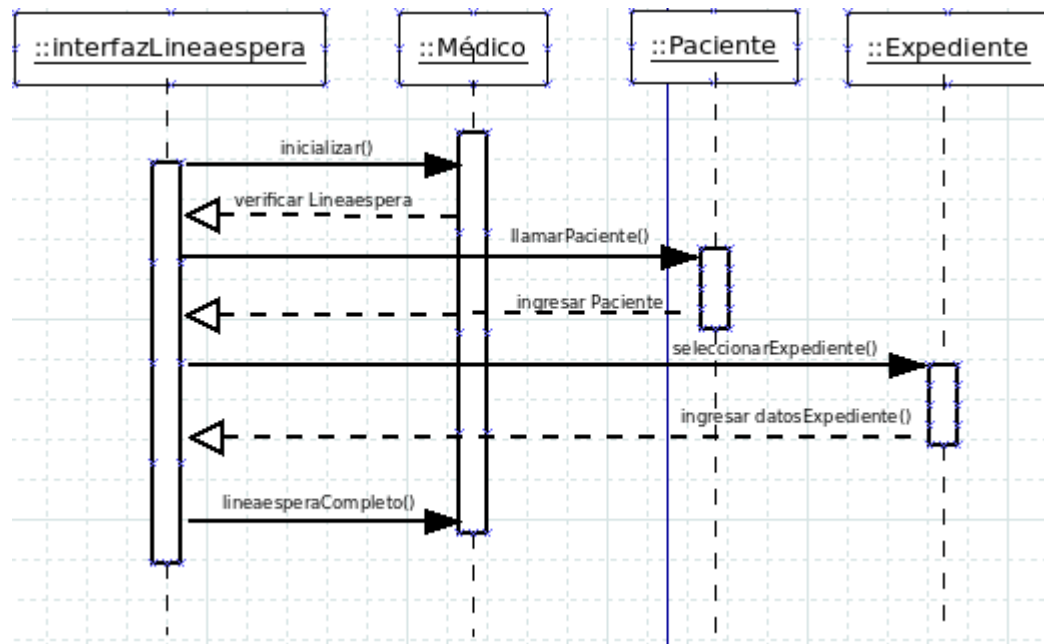 ::interfazLineaespera
::Médico
::Paciente
::Expediente
inicializar()
verificar Lineaespera
llamarPaciente()
ingresar Paciente
seleccionarExpediente()
ingresar datosExpediente()
lineaesperaCompleto()